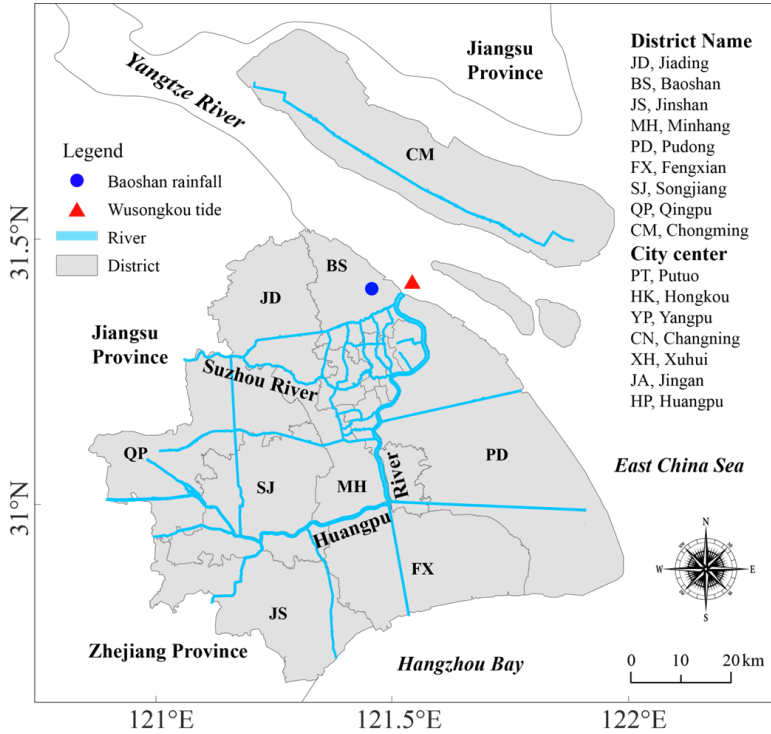 Jiangsu
Province
Yangtze River
CM
Legend
Baoshan rainfall
Wusongkou tide
River
District
BS
JD
Jiangsu
Province
Suzhou River
QP
SJ
MH
River
PD
East China Sea
Huangpu
FX
JS
Zhejiang Province
Hangzhou Bay
District Name
JD, Jiading
BS, Baoshan
JS, Jinshan
MH, Minhang
PD, Pudong
FX, Fengxian
SJ, Songjiang
QP, Qingpu
CM, Chongming
City center
PT, Putuo
HK, Hongkou
YP, Yangpu
CN, Changning
XH, Xuhui
JA, Jingan
HP, Huangpu
N
W
E
S
0 10 20 km
31.5°N
31°N
121°E
121.5°E
122°E